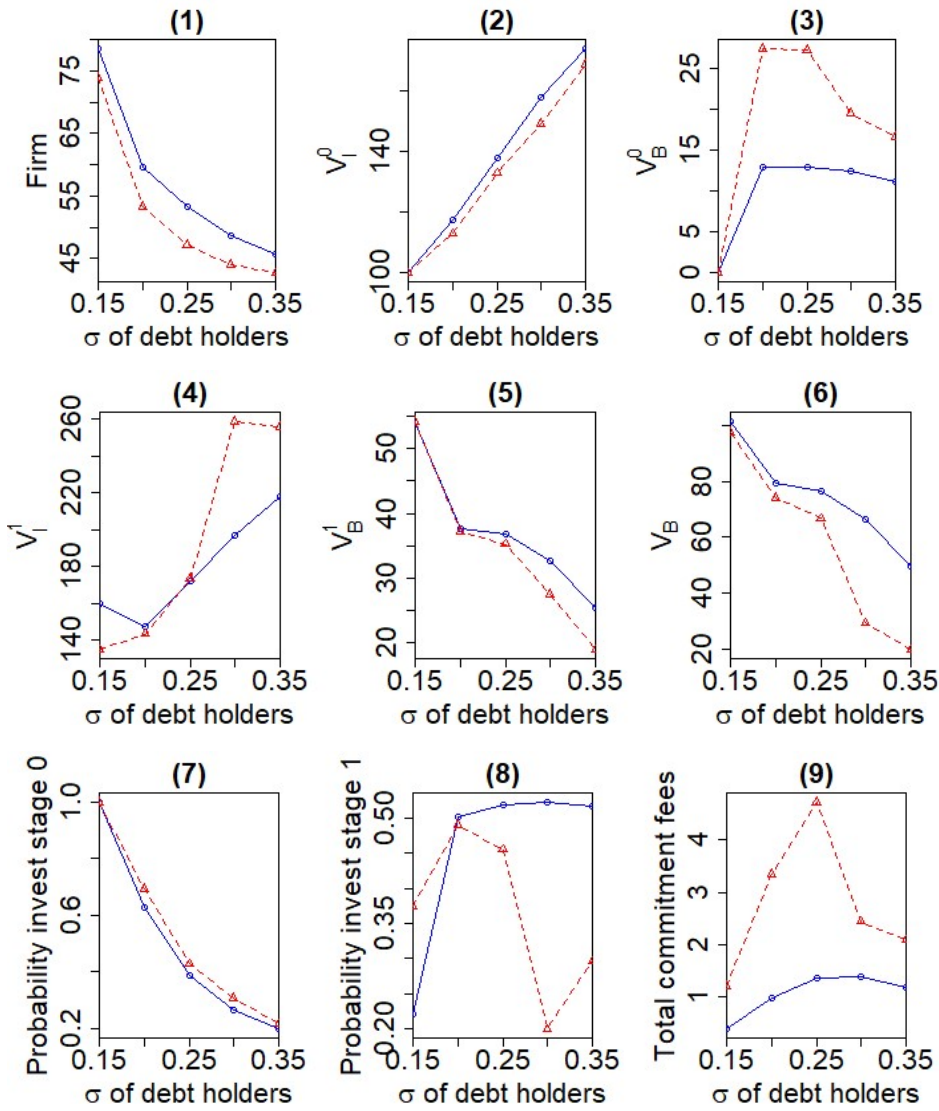 (1)
Firm
75
65
55
45
0.15 0.25 0.35
σ of debt holders
(2)
V_I^0
140
100
0.15 0.25 0.35
σ of debt holders
(3)
V_B^0
25
15
5
0
0.15 0.25 0.35
σ of debt holders
(4)
V_I^1
260
220
180
140
0.15 0.25 0.35
σ of debt holders
(5)
V_B^1
50
40
30
20
0.15 0.25 0.35
σ of debt holders
(6)
V_B
80
60
40
20
0.15 0.25 0.35
σ of debt holders
(7)
Probability invest stage 0
1.0
0.6
0.2
0.15 0.25 0.35
σ of debt holders
(8)
Probability invest stage 1
0.50
0.35
0.20
0.15 0.25 0.35
σ of debt holders
(9)
Total commitment fees
4
3
2
1
0.15 0.25 0.35
σ of debt holders